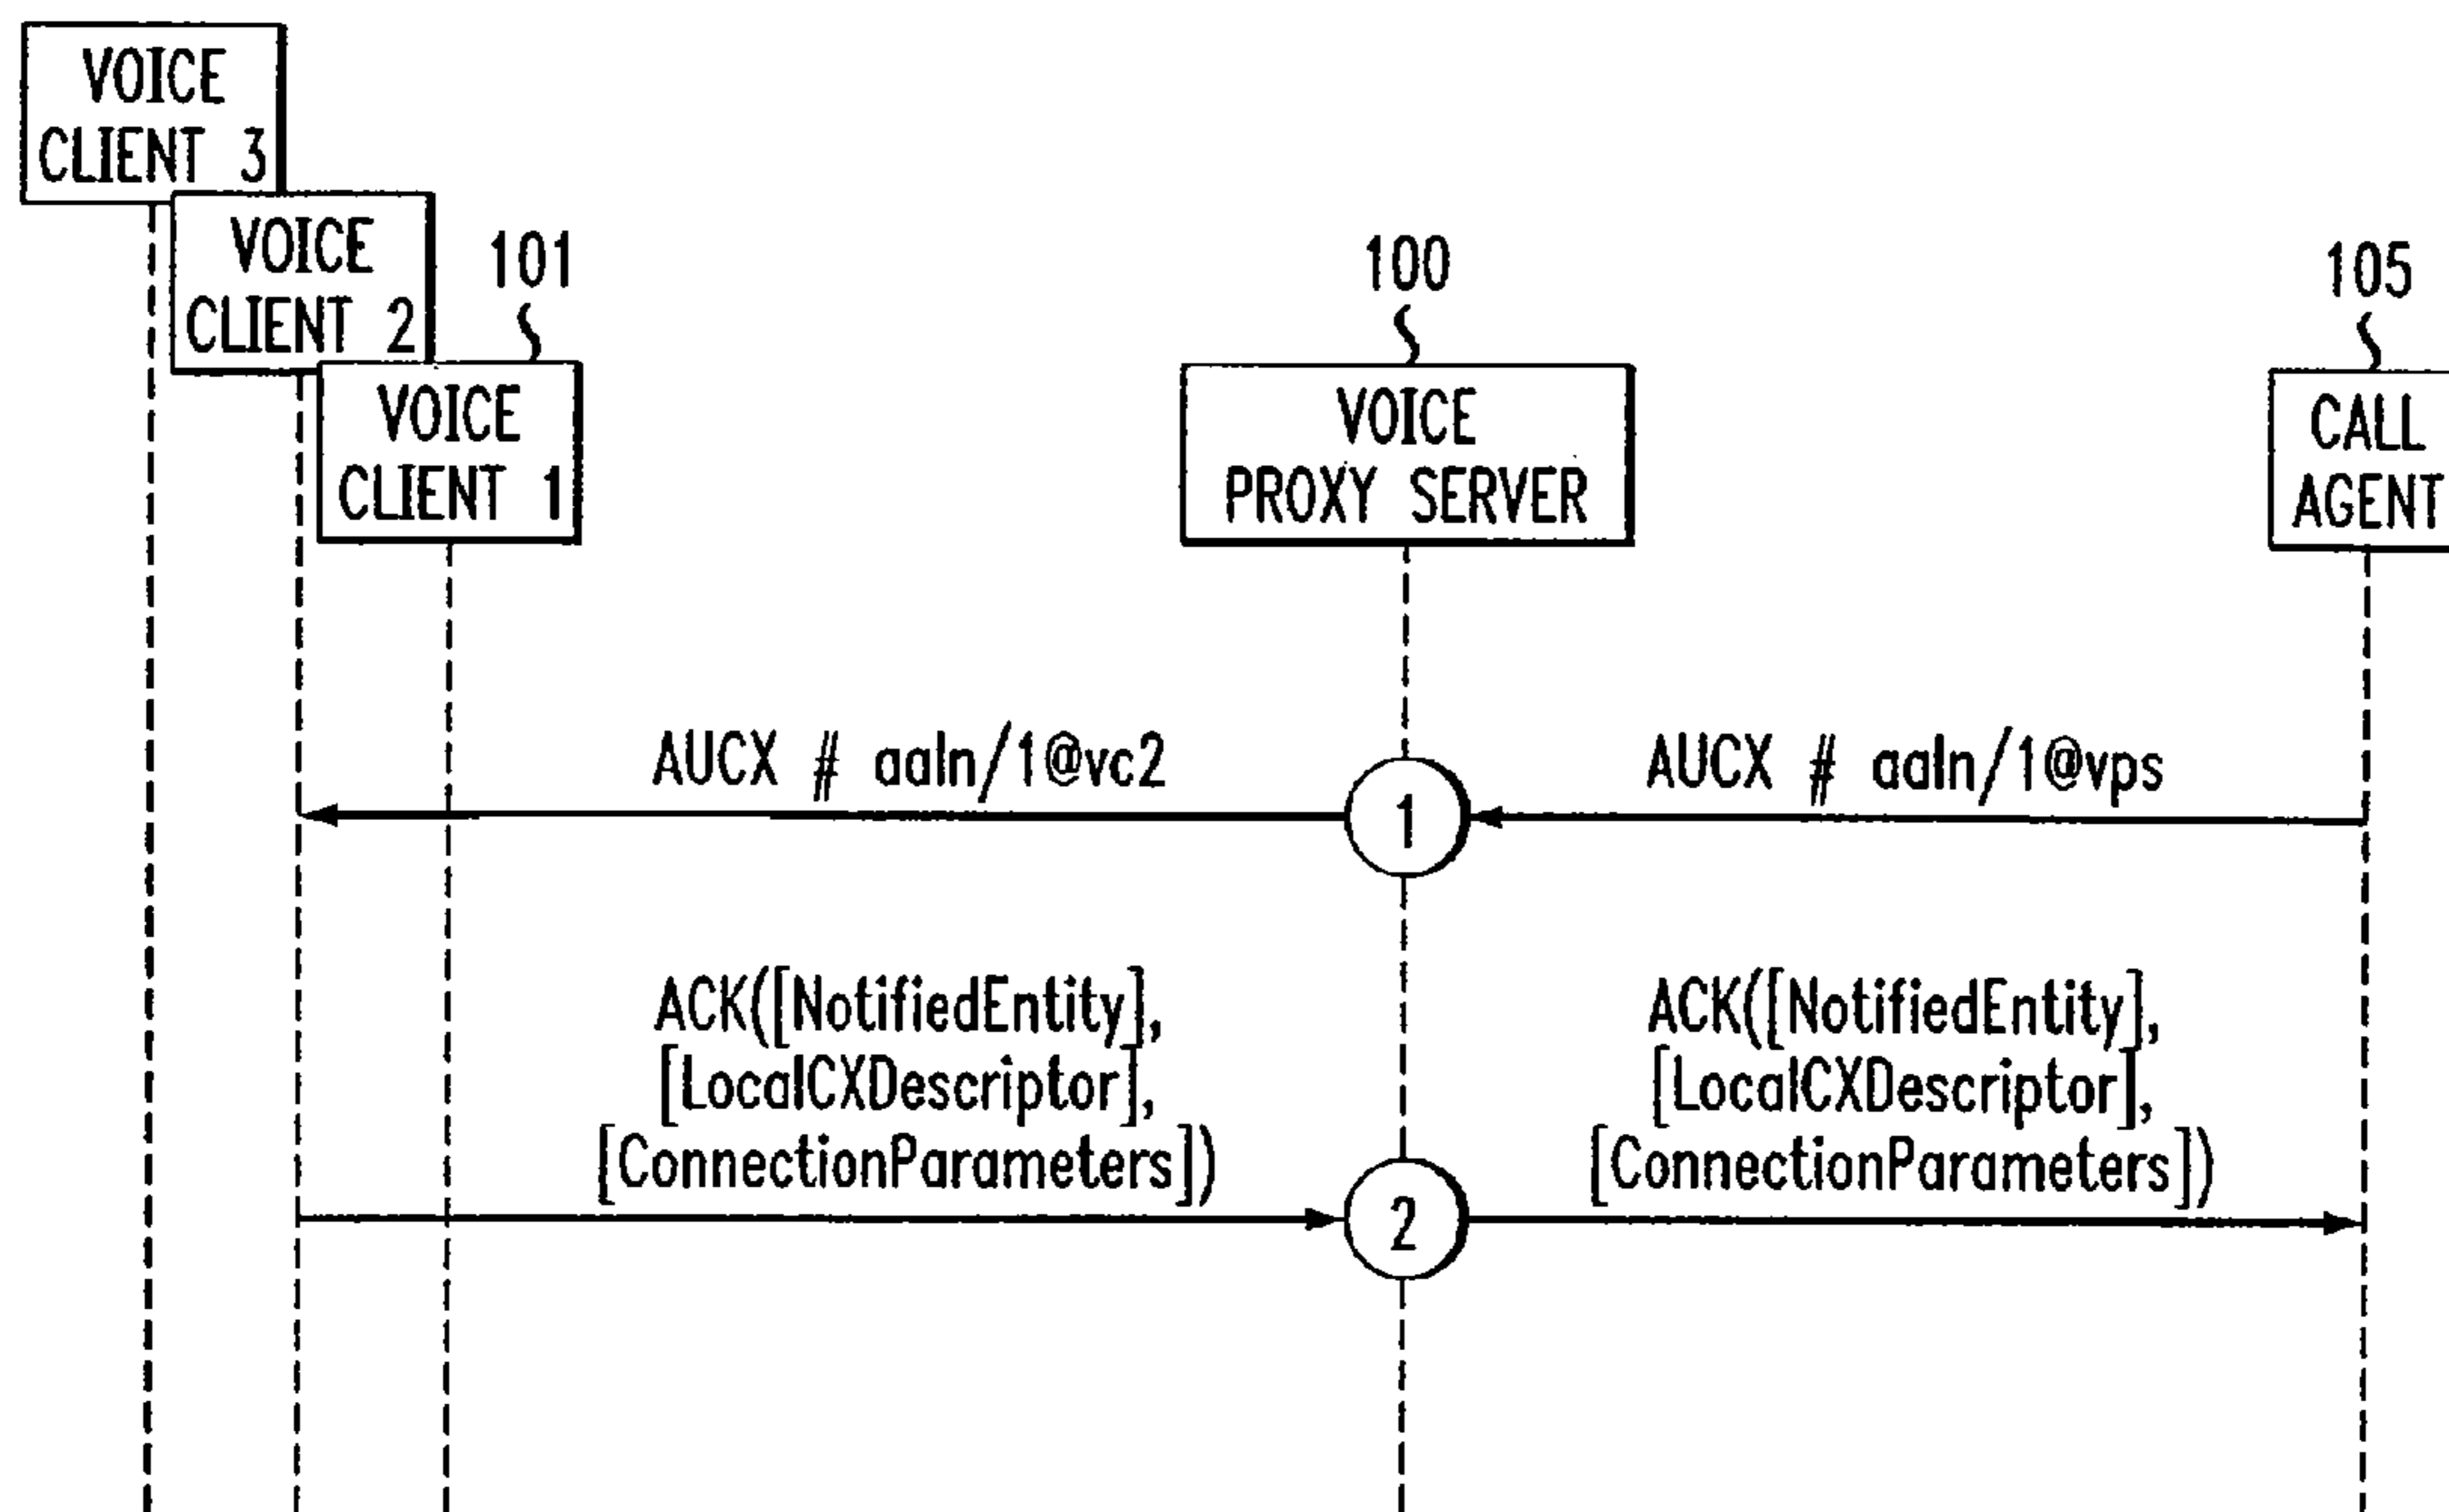 VOICE
CLIENT 3
VOICE
CLIENT 2
101
VOICE
CLIENT 1
100
VOICE
PROXY SERVER
105
CALL
AGENT
AUCX # aaln/1@vc2
1
AUCX # aaln/1@vps
ACK([NotifiedEntity],
[LocalCXDescriptor],
[ConnectionParameters])
2
ACK([NotifiedEntity],
[LocalCXDescriptor],
[ConnectionParameters])